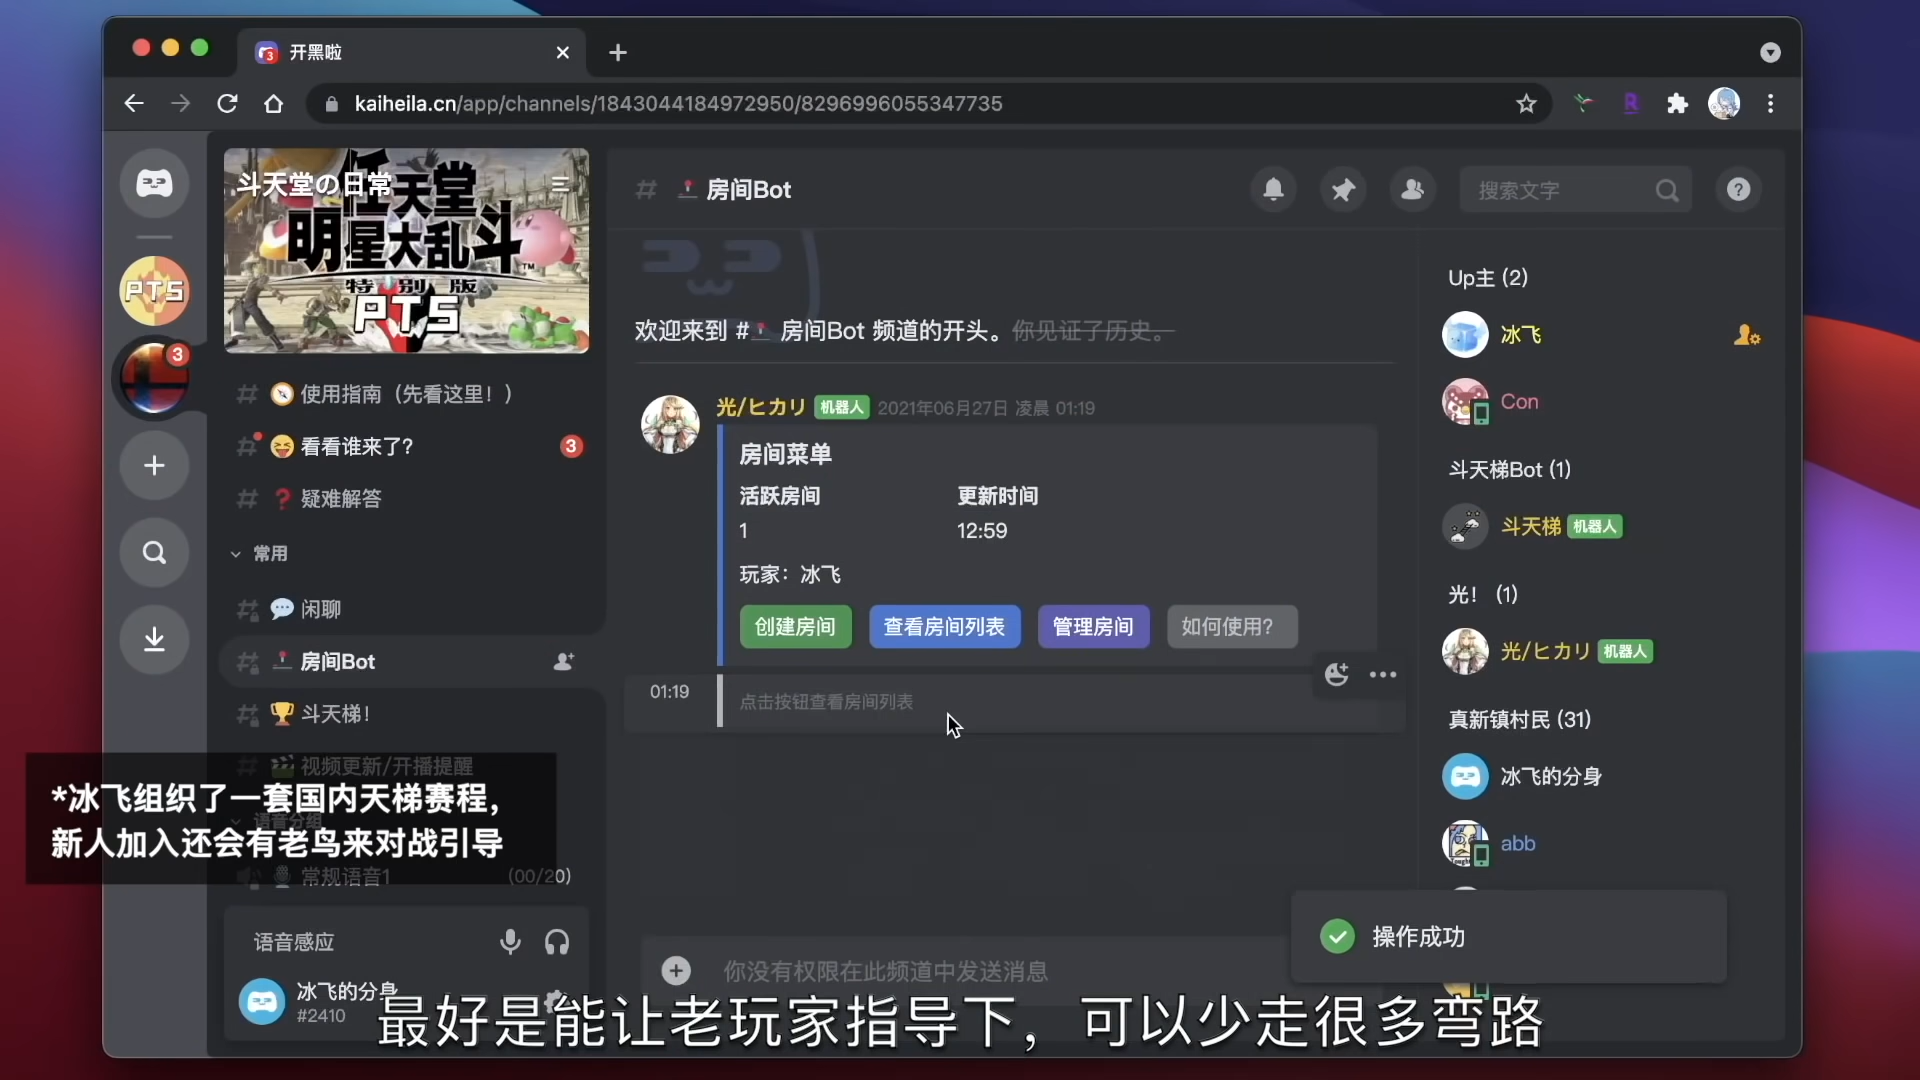 开黑啦
kaiheila.cn/app/channels/1843044184972950/8296996055347735
斗天堂の日常
任天堂
明星大乱斗
特别版
PTS
PTS
3
使用指南（先看这里！）
看看谁来了？
3
疑难解答
常用
闲聊
房间Bot
斗天梯！
视频更新/开播提醒
语音分组
常规语音1
(00/20)
*冰飞组织了一套国内天梯赛程，
新人加入还会有老鸟来对战引导
语音感应
冰飞的分身
#2410
# 房间Bot
搜索文字
欢迎来到 # 房间Bot 频道的开头。你见证了历史。
光/ヒカリ 机器人 2021年06月27日 凌晨 01:19
房间菜单
活跃房间 更新时间
1 12:59
玩家：冰飞
创建房间 查看房间列表 管理房间 如何使用？
01:19 点击按钮查看房间列表
你没有权限在此频道中发送消息
Up主 (2)
冰飞
Con
斗天梯Bot (1)
斗天梯 机器人
光！ (1)
光/ヒカリ 机器人
真新镇村民 (31)
冰飞的分身
abb
操作成功
最好是能让老玩家指导下，可以少走很多弯路